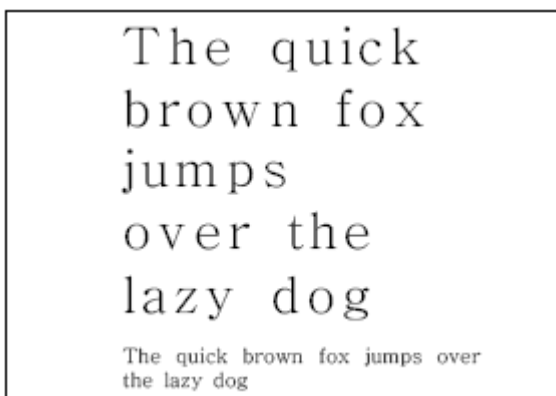 The quick
brown fox
jumps
over the
lazy dog
The quick brown fox jumps over
the lazy dog